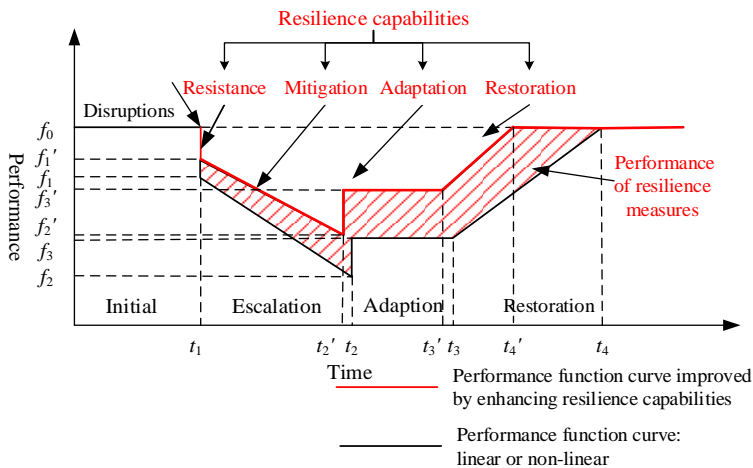 Resilience capabilities
Resistance
Mitigation
Adaptation
Restoration
Disruptions
f0
f1′
f1
f3′
f2′
f3
f2
Performance
Performance
of resilience
measures
Initial
Escalation
Adaption
Restoration
t1
t2′
t2
t3′
t3
t4′
t4
Time
Performance function curve improved
by enhancing resilience capabilities
Performance function curve:
linear or non-linear